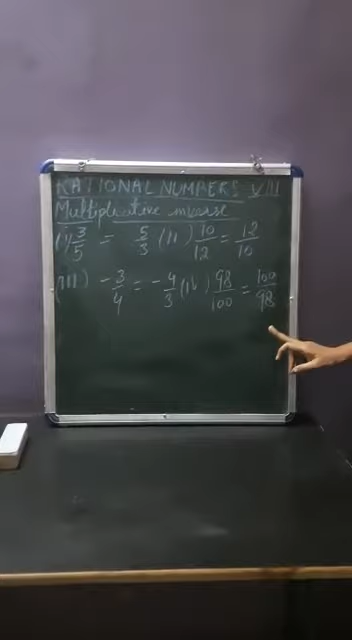 RATIONAL NUMBERS VIII
Multiplicative inverse
(i) 3/5 = 5/3 (ii) 10/12 = 12/10
(iii) -3/4 = -4/3 (iv) 98/100 = 100/98